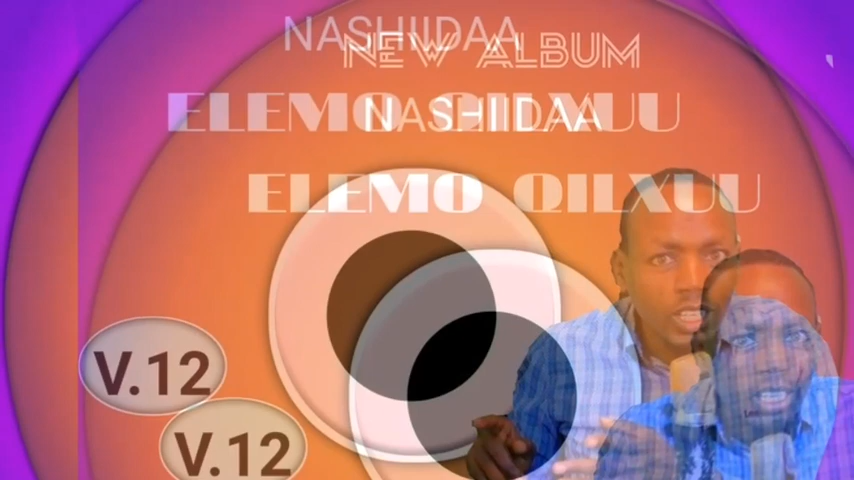 NASHIIDAA
NEW ALBUM
ELEMO QILXUU
NASHIIDAA
ELEMO QILXUU
V.12
V.12